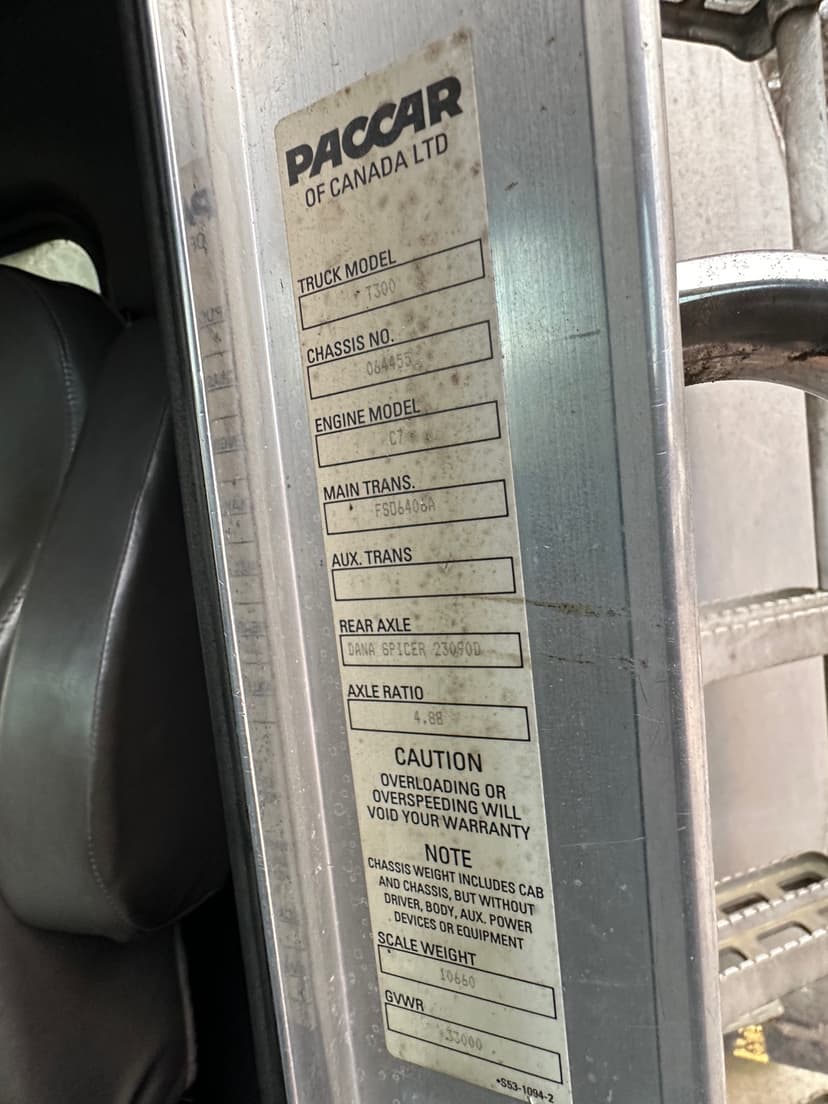 PACCAR
OF CANADA LTD
TRUCK MODEL
T300
CHASSIS NO.
064455
ENGINE MODEL
C7
MAIN TRANS.
FSO6406A
AUX. TRANS
REAR AXLE
DANA SPICER 23090D
AXLE RATIO
4.88
CAUTION
OVERLOADING OR
OVERSPEEDING WILL
VOID YOUR WARRANTY
NOTE
CHASSIS WEIGHT INCLUDES CAB
AND CHASSIS, BUT WITHOUT
DRIVER, BODY, AUX. POWER
DEVICES OR EQUIPMENT
SCALE WEIGHT
10660
GVWR
33000
*S53-1094-2